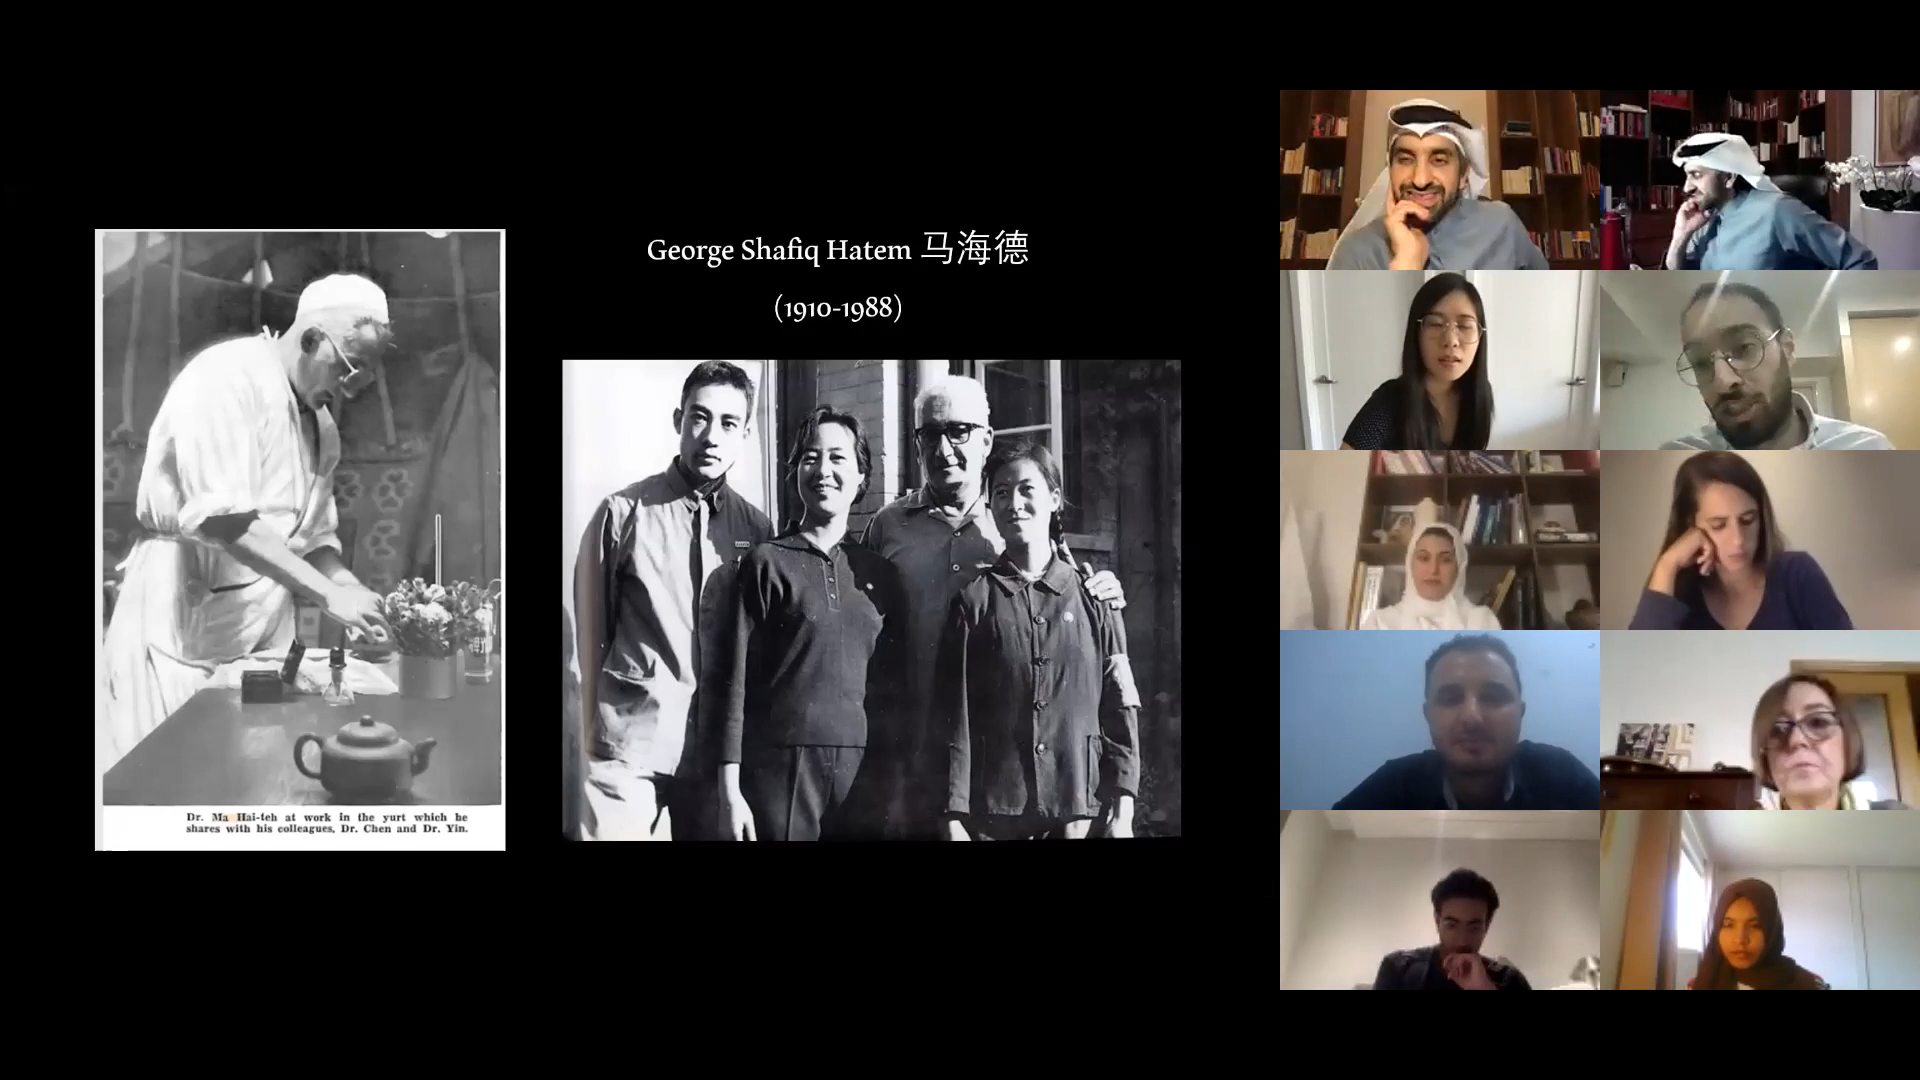 George Shafiq Hatem 马海德
(1910-1988)
Dr. Ma Hai-teh at work in the yurt which he
shares with his colleagues, Dr. Chen and Dr. Yin.